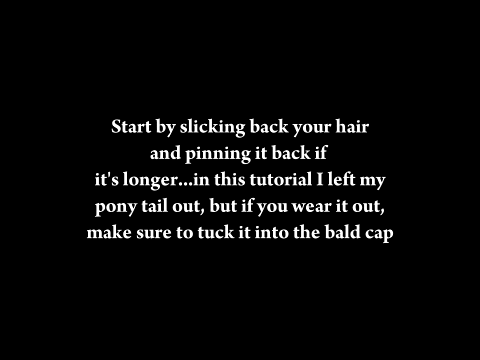 Start by slicking back your hair
and pinning it back if
it's longer...in this tutorial I left my
pony tail out, but if you wear it out,
make sure to tuck it into the bald cap